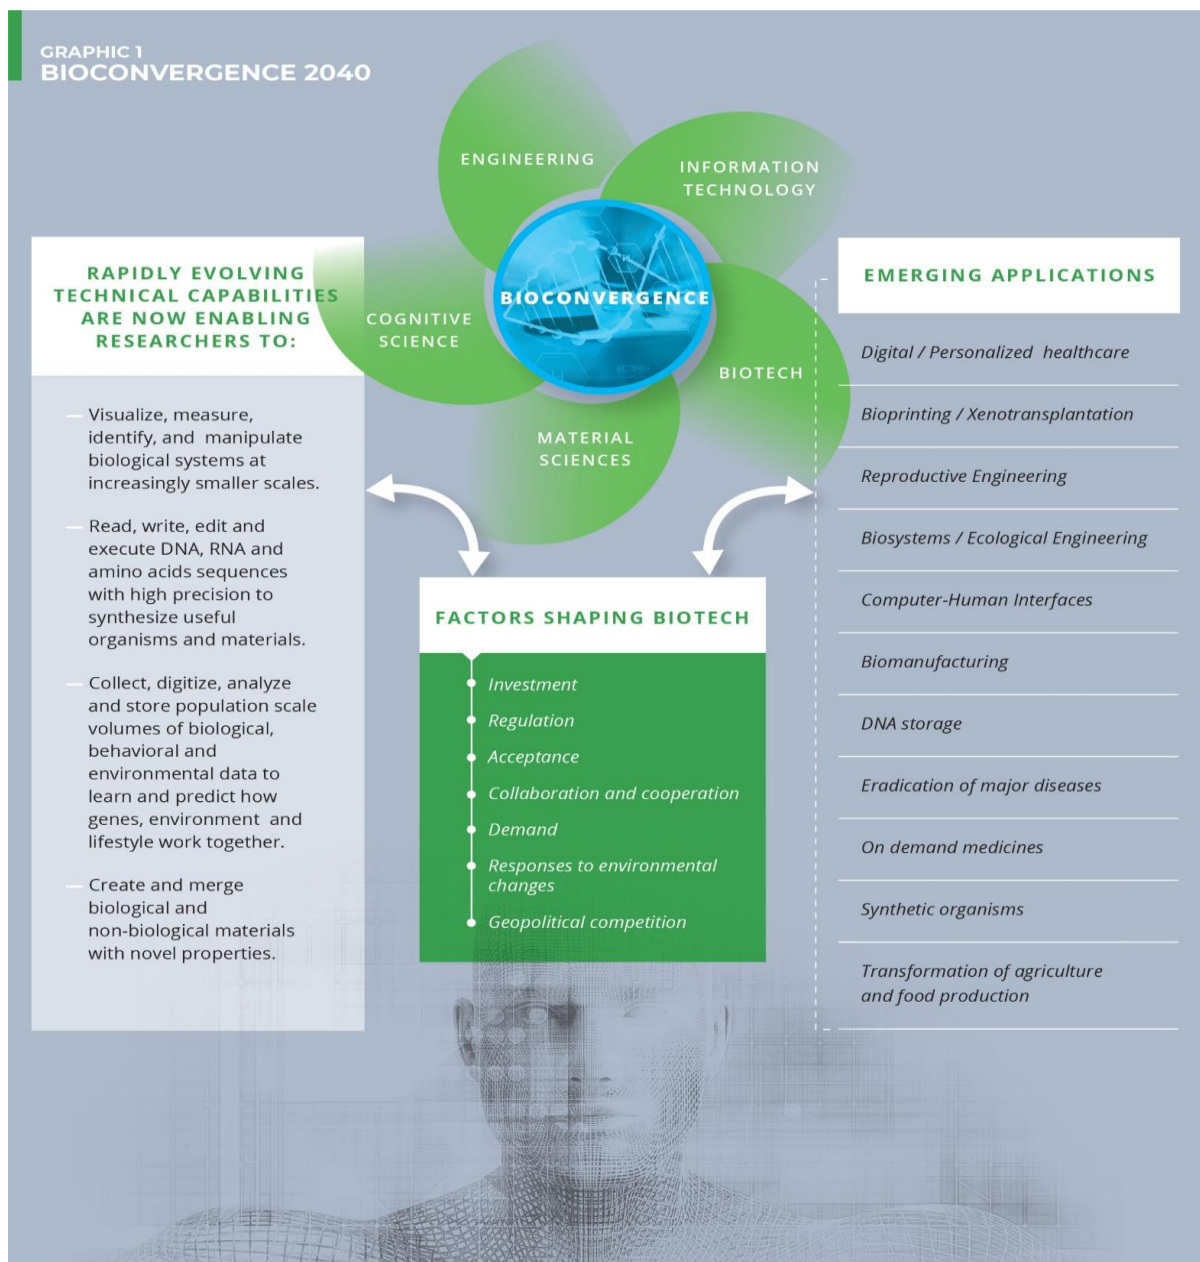 GRAPHIC 1
BIOCONVERGENCE 2040
ENGINEERING
INFORMATION
TECHNOLOGY
BIOCONVERGENCE
COGNITIVE
SCIENCE
BIOTECH
MATERIAL
SCIENCES
RAPIDLY EVOLVING
TECHNICAL CAPABILITIES
ARE NOW ENABLING
RESEARCHERS TO:
— Visualize, measure,
identify, and manipulate
biological systems at
increasingly smaller scales.
— Read, write, edit and
execute DNA, RNA and
amino acids sequences
with high precision to
synthesize useful
organisms and materials.
— Collect, digitize, analyze
and store population scale
volumes of biological,
behavioral and
environmental data to
learn and predict how
genes, environment and
lifestyle work together.
— Create and merge
biological and
non-biological materials
with novel properties.
FACTORS SHAPING BIOTECH
Investment
Regulation
Acceptance
Collaboration and cooperation
Demand
Responses to environmental
changes
Geopolitical competition
EMERGING APPLICATIONS
Digital / Personalized healthcare
Bioprinting / Xenotransplantation
Reproductive Engineering
Biosystems / Ecological Engineering
Computer-Human Interfaces
Biomanufacturing
DNA storage
Eradication of major diseases
On demand medicines
Synthetic organisms
Transformation of agriculture
and food production